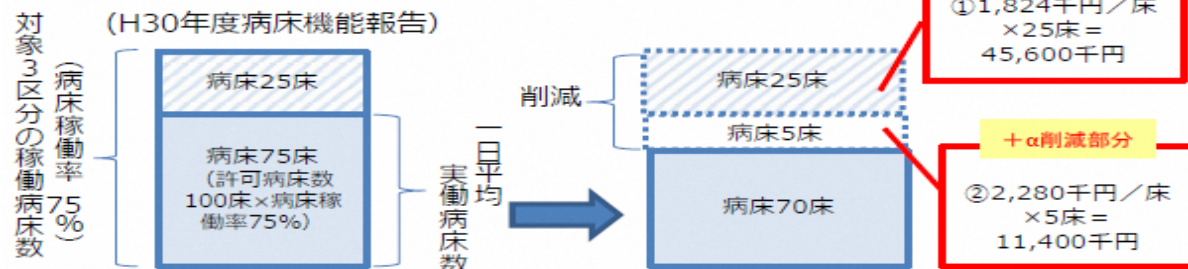 (H30年度病床機能報告)
対象3区分の稼働病床数
(病床稼働率75%)
病床25床
病床75床
(許可病床数
100床×病床稼
働率75%)
一日平均
実働病床数
削減
病床25床
病床5床
病床70床
①1,824千円/床
×25床=
45,600千円
+α削減部分
②2,280千円/床
×5床=
11,400千円